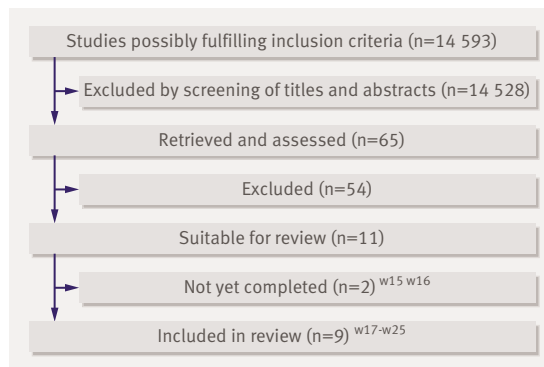 Studies possibly fulfilling inclusion criteria (n=14 593)
Excluded by screening of titles and abstracts (n=14 528)
Retrieved and assessed (n=65)
Excluded (n=54)
Suitable for review (n=11)
Not yet completed (n=2) w15 w16
Included in review (n=9) w17-w25